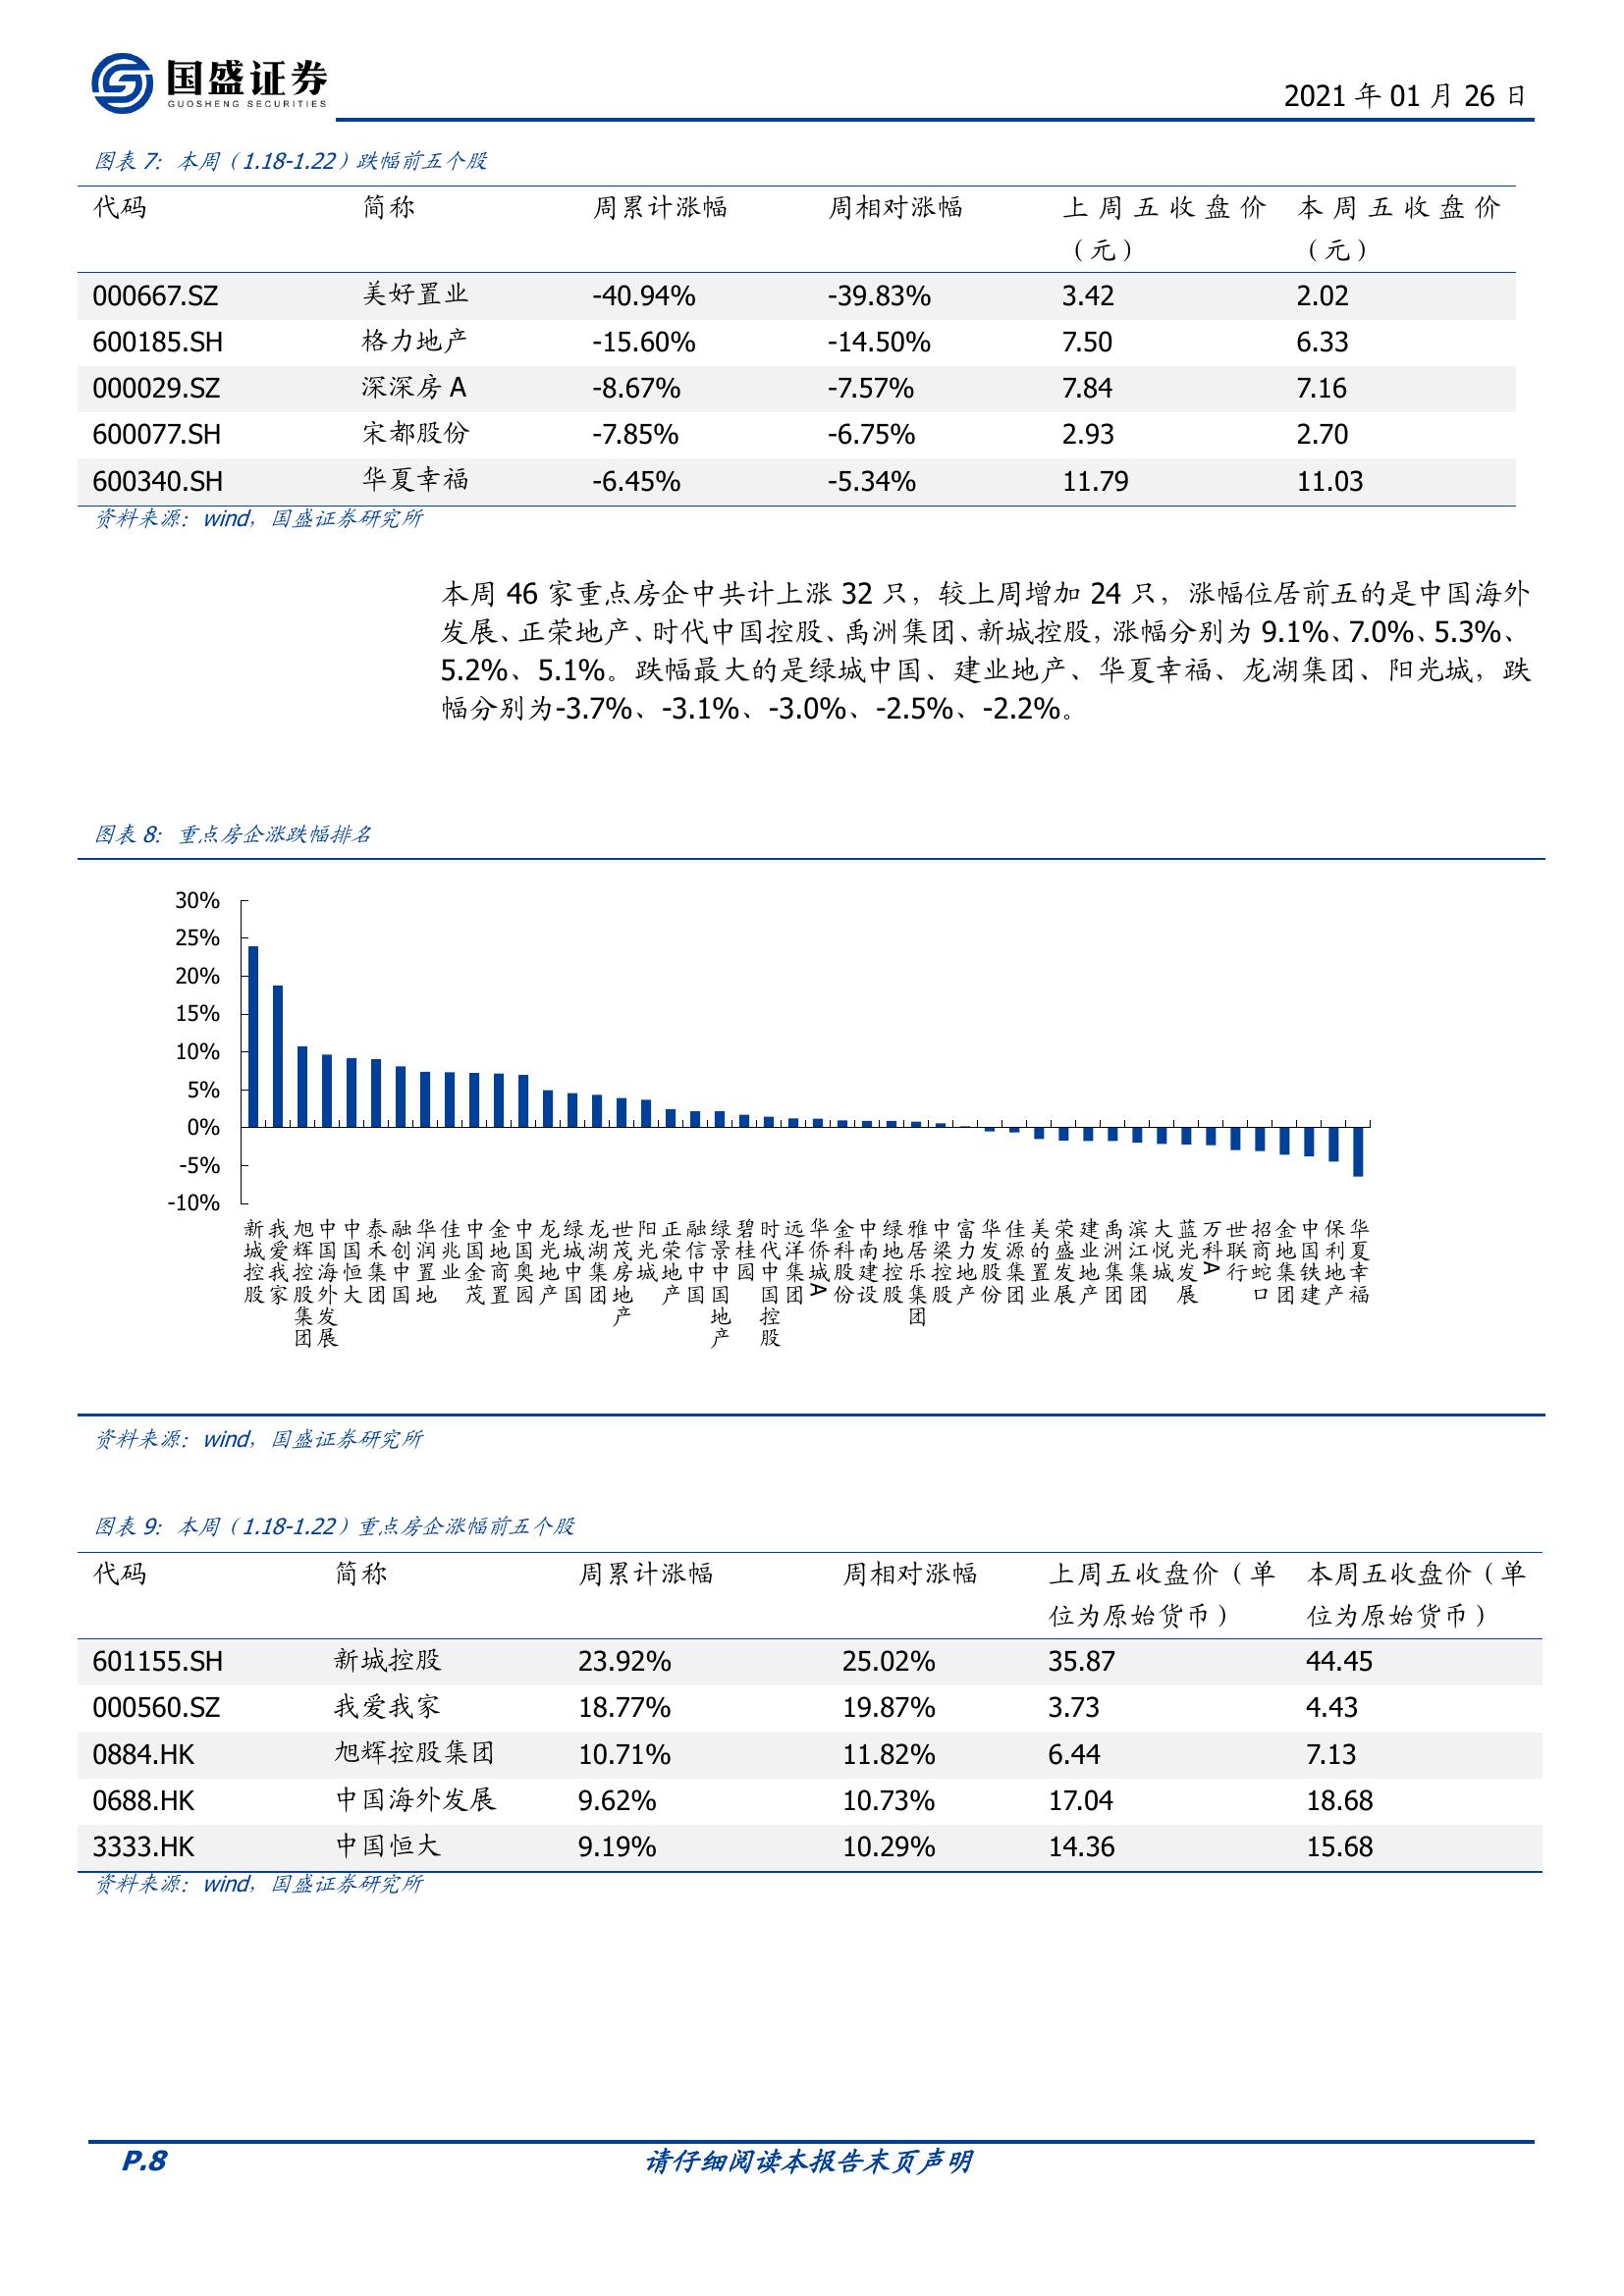 国盛证券
GUOSHENG SECURITIES
2021 年 01 月 26 日
图表 7：本周（1.18-1.22）跌幅前五个股
代码 简称 周累计涨幅 周相对涨幅 上周五收盘价（元） 本周五收盘价（元）
000667.SZ 美好置业 -40.94% -39.83% 3.42 2.02
600185.SH 格力地产 -15.60% -14.50% 7.50 6.33
000029.SZ 深深房 A -8.67% -7.57% 7.84 7.16
600077.SH 宋都股份 -7.85% -6.75% 2.93 2.70
600340.SH 华夏幸福 -6.45% -5.34% 11.79 11.03
资料来源：wind，国盛证券研究所
本周 46 家重点房企中共计上涨 32 只，较上周增加 24 只，涨幅位居前五的是中国海外
发展、正荣地产、时代中国控股、禹洲集团、新城控股，涨幅分别为 9.1%、7.0%、5.3%、
5.2%、5.1%。跌幅最大的是绿城中国、建业地产、华夏幸福、龙湖集团、阳光城，跌
幅分别为-3.7%、-3.1%、-3.0%、-2.5%、-2.2%。
图表 8：重点房企涨跌幅排名
30%
25%
20%
15%
10%
5%
0%
-5%
-10%
新城控股
我爱我家
旭辉控股集团
中国海外发展
中国恒大
泰禾集团
融创中国
华润置地
佳兆业
中国金茂
金地商置
中国奥园
龙光地产
绿城中国
龙湖集团
世茂房地产
阳光城
正荣地产
融信中国
绿景中国地产
碧桂园
时代中国控股
远洋集团
华侨城A
金科股份
中南建设
绿地控股
雅居乐集团
中梁控股
富力地产
华发股份
佳源集团
美的置业
荣盛发展
建业地产
禹洲集团
滨江集团
大悦城
蓝光发展
万科A
世联行
招商蛇口
金地集团
中国铁建
保利地产
华夏幸福
资料来源：wind，国盛证券研究所
图表 9：本周（1.18-1.22）重点房企涨幅前五个股
代码 简称 周累计涨幅 周相对涨幅 上周五收盘价（单位为原始货币） 本周五收盘价（单位为原始货币）
601155.SH 新城控股 23.92% 25.02% 35.87 44.45
000560.SZ 我爱我家 18.77% 19.87% 3.73 4.43
0884.HK 旭辉控股集团 10.71% 11.82% 6.44 7.13
0688.HK 中国海外发展 9.62% 10.73% 17.04 18.68
3333.HK 中国恒大 9.19% 10.29% 14.36 15.68
资料来源：wind，国盛证券研究所
P.8 请仔细阅读本报告末页声明